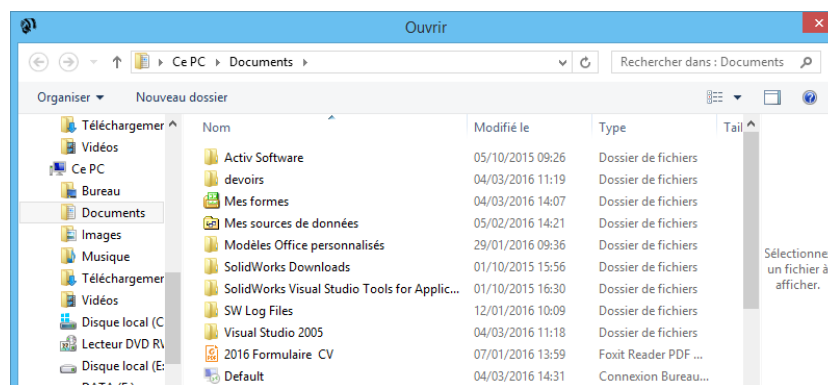 Ouvrir
Ce PC Documents
Rechercher dans : Documents
Organiser Nouveau dossier
Téléchargemer
Vidéos
Ce PC
Bureau
Documents
Images
Musique
Téléchargemer
Vidéos
Disque local (C
Lecteur DVD RV
Disque local (E:
Nom Modifié le Type Tail
Activ Software 05/10/2015 09:26 Dossier de fichiers
devoirs 04/03/2016 11:19 Dossier de fichiers
Mes formes 04/03/2016 14:07 Dossier de fichiers
Mes sources de données 05/02/2016 14:21 Dossier de fichiers
Modèles Office personnalisés 29/01/2016 09:36 Dossier de fichiers
SolidWorks Downloads 01/10/2015 15:56 Dossier de fichiers
SolidWorks Visual Studio Tools for Applic... 01/10/2015 16:30 Dossier de fichiers
SW Log Files 12/01/2016 10:09 Dossier de fichiers
Visual Studio 2005 04/03/2016 11:18 Dossier de fichiers
2016 Formulaire CV 07/01/2016 13:59 Foxit Reader PDF ...
Default 04/03/2016 14:31 Connexion Bureau...
Sélectionne
un fichier à
afficher.